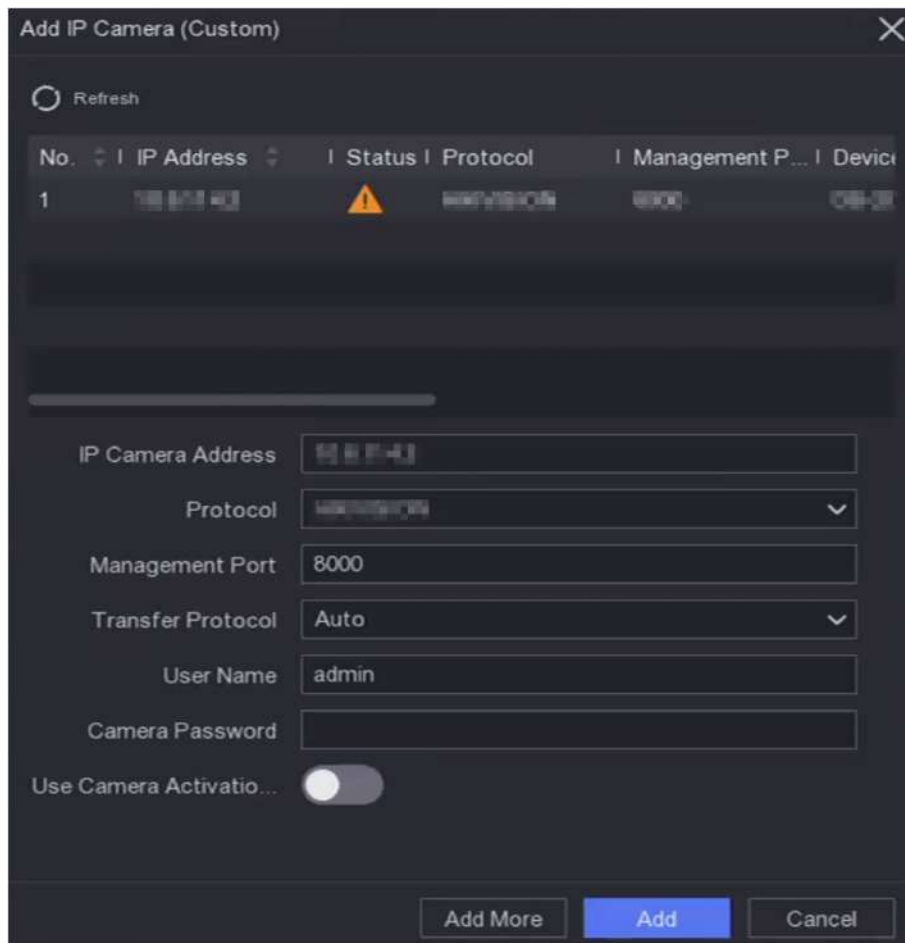 Add IP Camera (Custom)
Refresh
No. IP Address Status Protocol Management P... Device
1
IP Camera Address
Protocol
Management Port 8000
Transfer Protocol Auto
User Name admin
Camera Password
Use Camera Activatio...
Add More Add Cancel